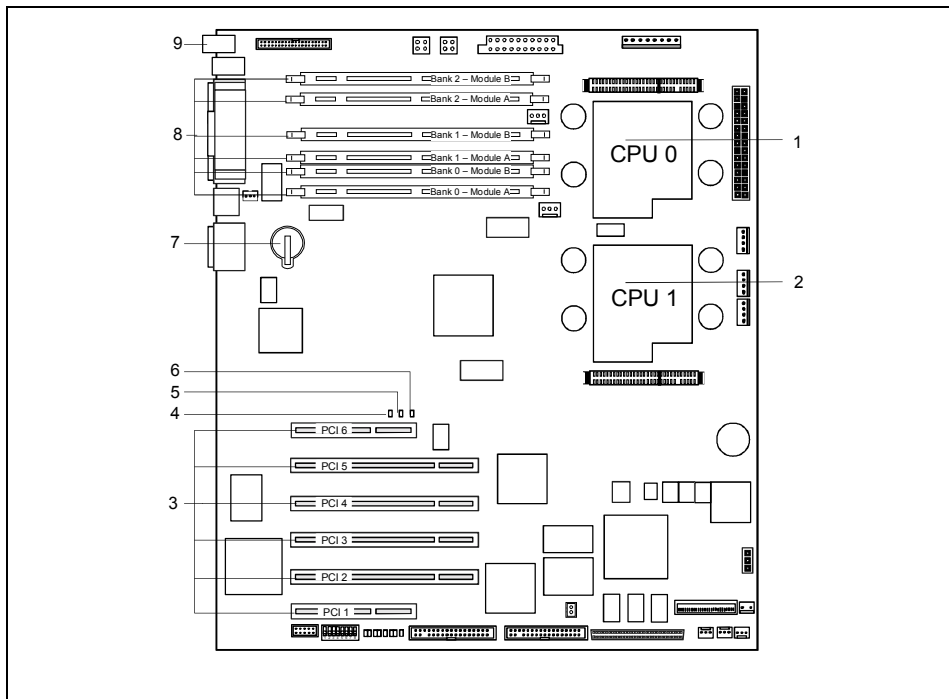 9
Bank 2 – Module B
Bank 2 – Module A
8
Bank 1 – Module B
Bank 1 – Module A
Bank 0 – Module B
Bank 0 – Module A
CPU 0
1
7
CPU 1
2
6
5
4
PCI 6
PCI 5
3
PCI 4
PCI 3
PCI 2
PCI 1